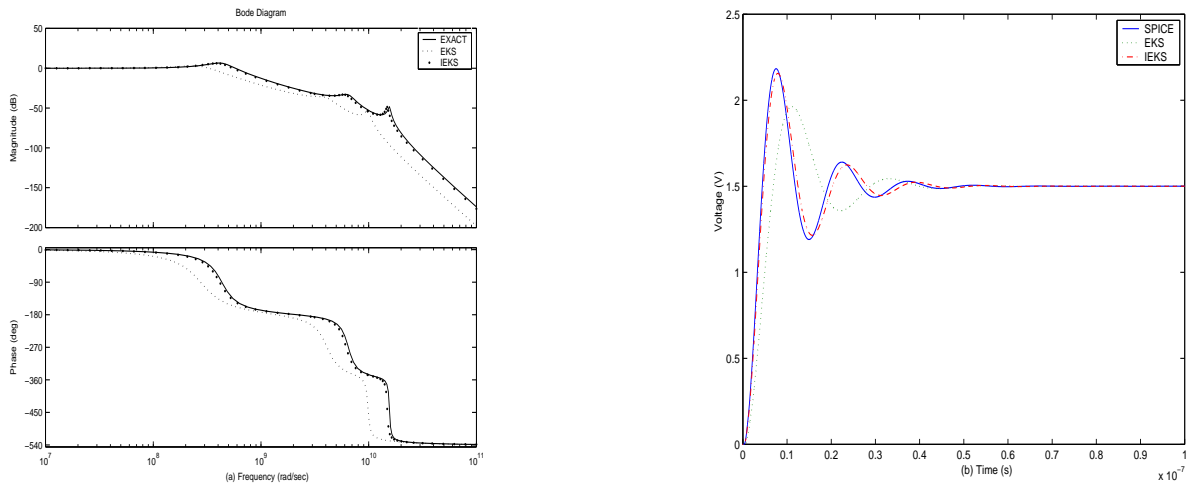 Bode Diagram
50
0
−50
−100
−150
−200
Magnitude (dB)
EXACT
EKS
IEKS
0
−90
−180
−270
−360
−450
−540
Phase (deg)
10^7
10^8
10^9
10^10
10^11
(a) Frequency (rad/sec)
2.5
2
1.5
1
0.5
0
Voltage (V)
SPICE
EKS
IEKS
0
0.1
0.2
0.3
0.4
0.5
0.6
0.7
0.8
0.9
1
(b) Time (s)
x 10^−7